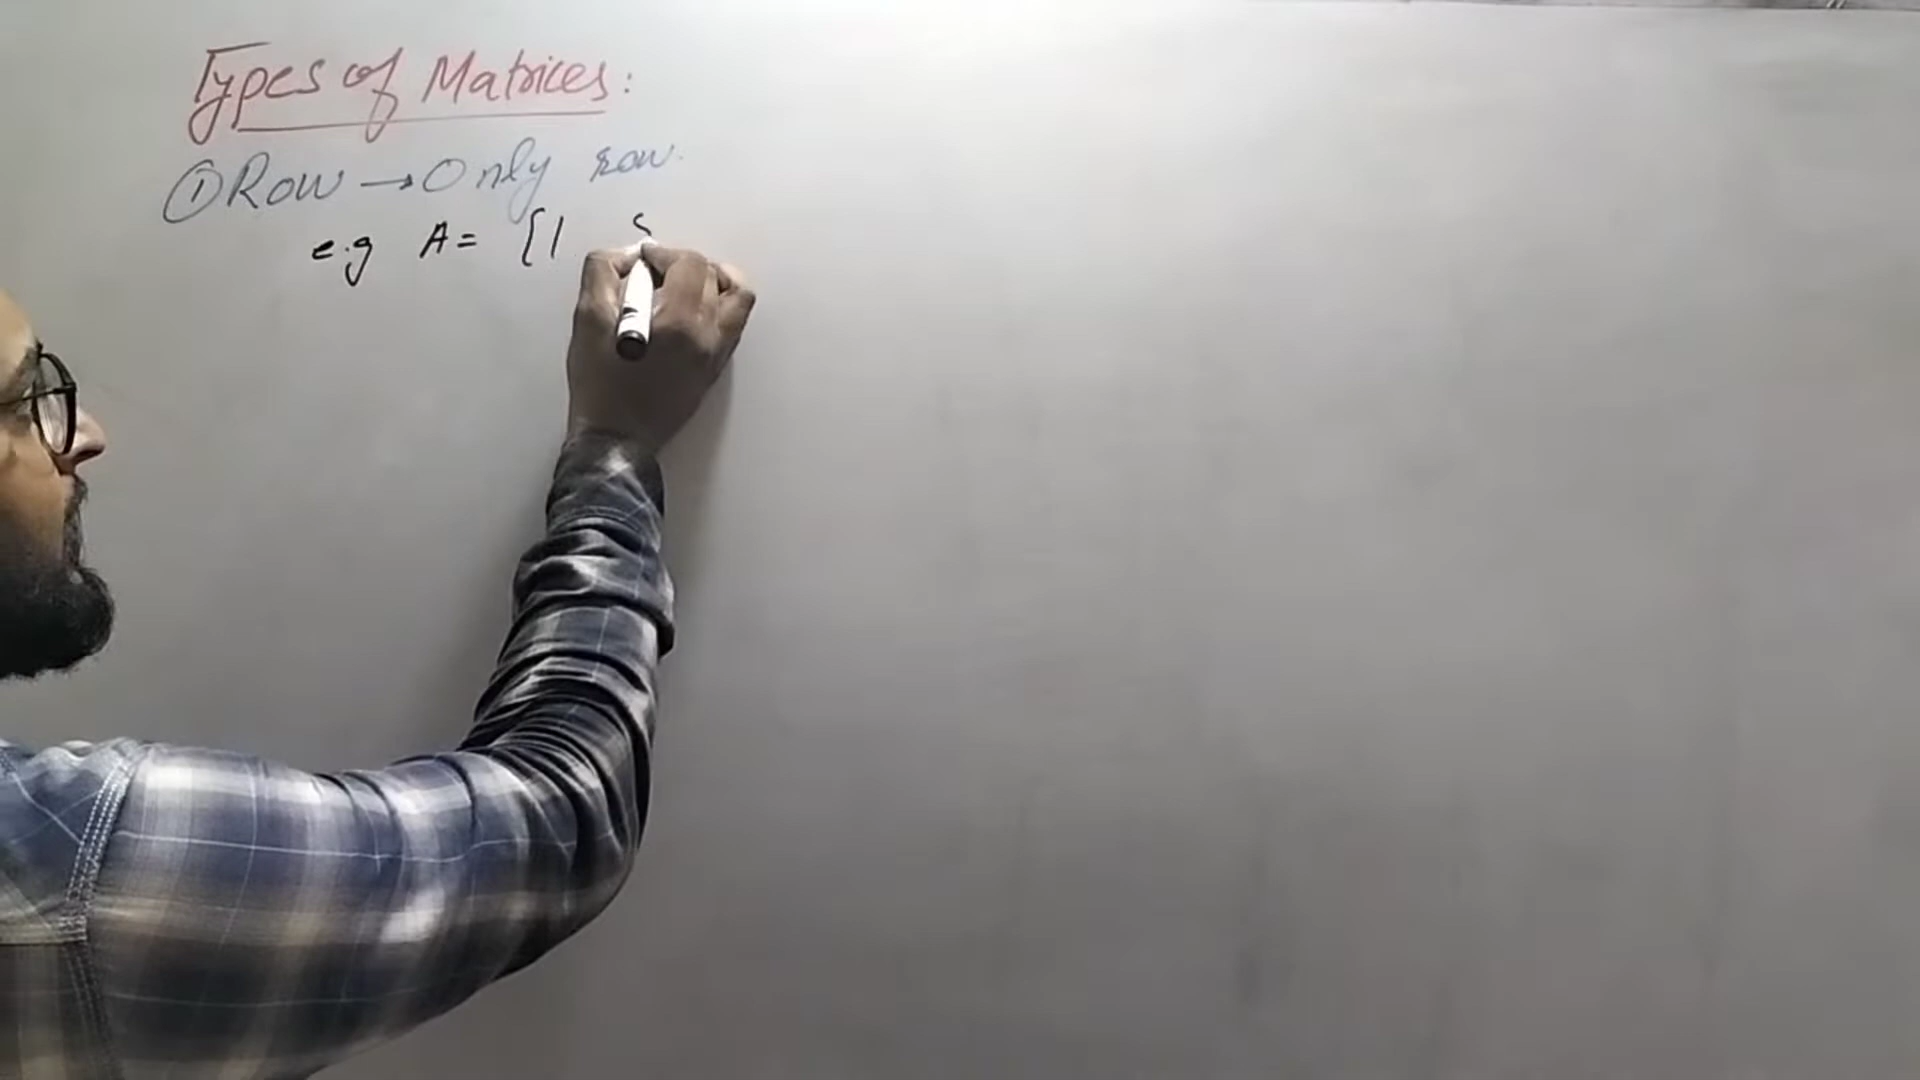 Types of Matrices:
① Row → Only row.
e.g A = [1